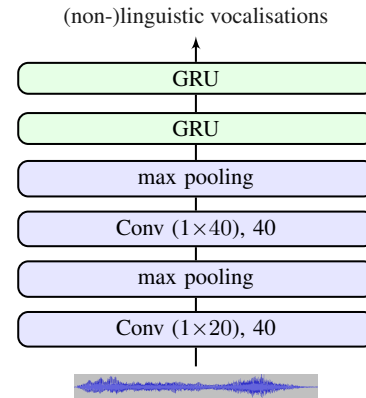 (non-)linguistic vocalisations
GRU
GRU
max pooling
Conv (1×40), 40
max pooling
Conv (1×20), 40